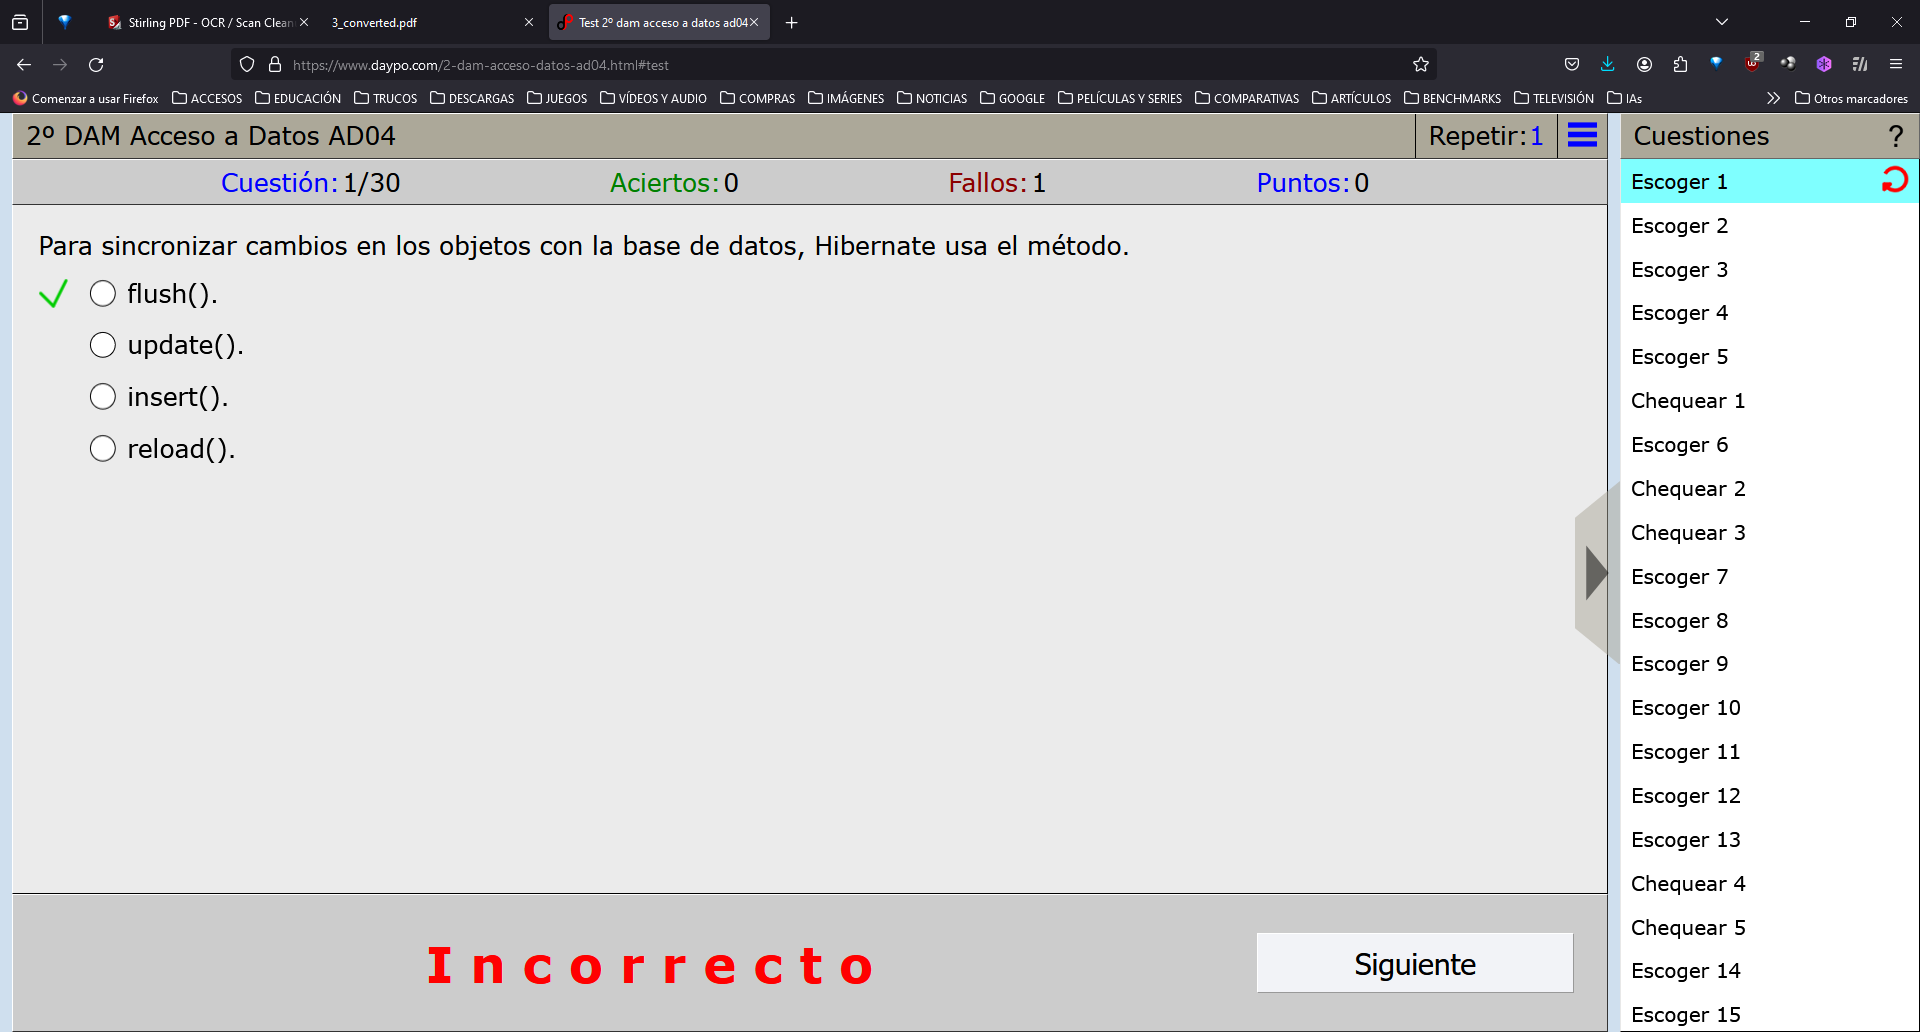 Stirling PDF - OCR / Scan Clean
3_converted.pdf
Test 2º dam acceso a datos ad04
https://www.daypo.com/2-dam-acceso-datos-ad04.html#test
2
Comenzar a usar Firefox
ACCESOS
EDUCACIÓN
TRUCOS
DESCARGAS
JUEGOS
VÍDEOS Y AUDIO
COMPRAS
IMÁGENES
NOTICIAS
GOOGLE
PELÍCULAS Y SERIES
COMPARATIVAS
ARTÍCULOS
BENCHMARKS
TELEVISIÓN
IAs
Otros marcadores
2º DAM Acceso a Datos AD04
Repetir:1
Cuestión:1/30
Aciertos:0
Fallos:1
Puntos:0
Para sincronizar cambios en los objetos con la base de datos, Hibernate usa el método.
flush().
update().
insert().
reload().
Incorrecto
Siguiente
Cuestiones
?
Escoger 1
Escoger 2
Escoger 3
Escoger 4
Escoger 5
Chequear 1
Escoger 6
Chequear 2
Chequear 3
Escoger 7
Escoger 8
Escoger 9
Escoger 10
Escoger 11
Escoger 12
Escoger 13
Chequear 4
Chequear 5
Escoger 14
Escoger 15